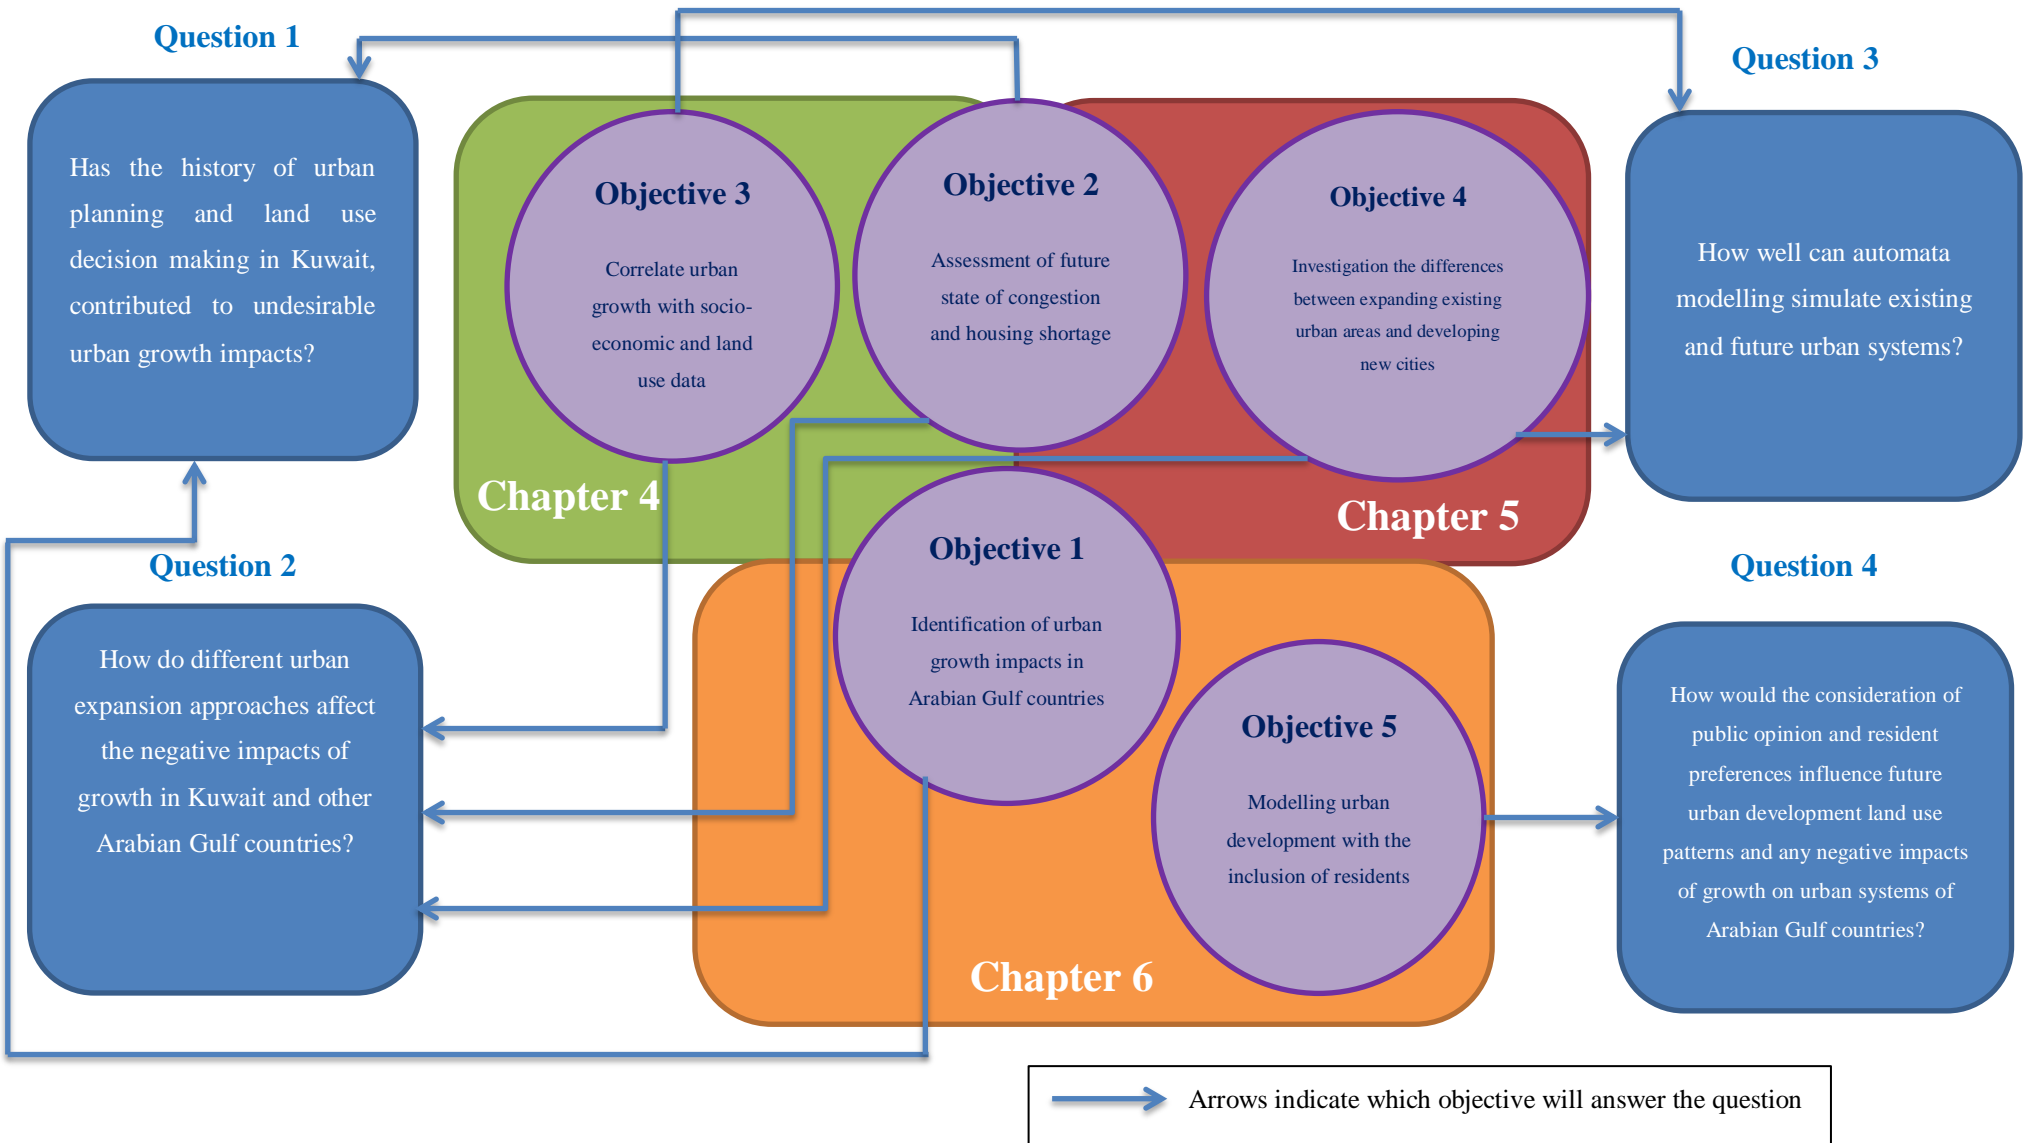 Question 1
Has the history of urban
planning and land use
decision making in Kuwait,
contributed to undesirable
urban growth impacts?
Question 2
How do different urban
expansion approaches affect
the negative impacts of
growth in Kuwait and other
Arabian Gulf countries?
Objective 3
Correlate urban
growth with socio-
economic and land
use data
Chapter 4
Objective 2
Assessment of future
state of congestion
and housing shortage
Objective 4
Investigation the differences
between expanding existing
urban areas and developing
new cities
Chapter 5
Objective 1
Identification of urban
growth impacts in
Arabian Gulf countries
Objective 5
Modelling urban
development with the
inclusion of residents
Chapter 6
Question 3
How well can automata
modelling simulate existing
and future urban systems?
Question 4
How would the consideration of
public opinion and resident
preferences influence future
urban development land use
patterns and any negative impacts
of growth on urban systems of
Arabian Gulf countries?
Arrows indicate which objective will answer the question